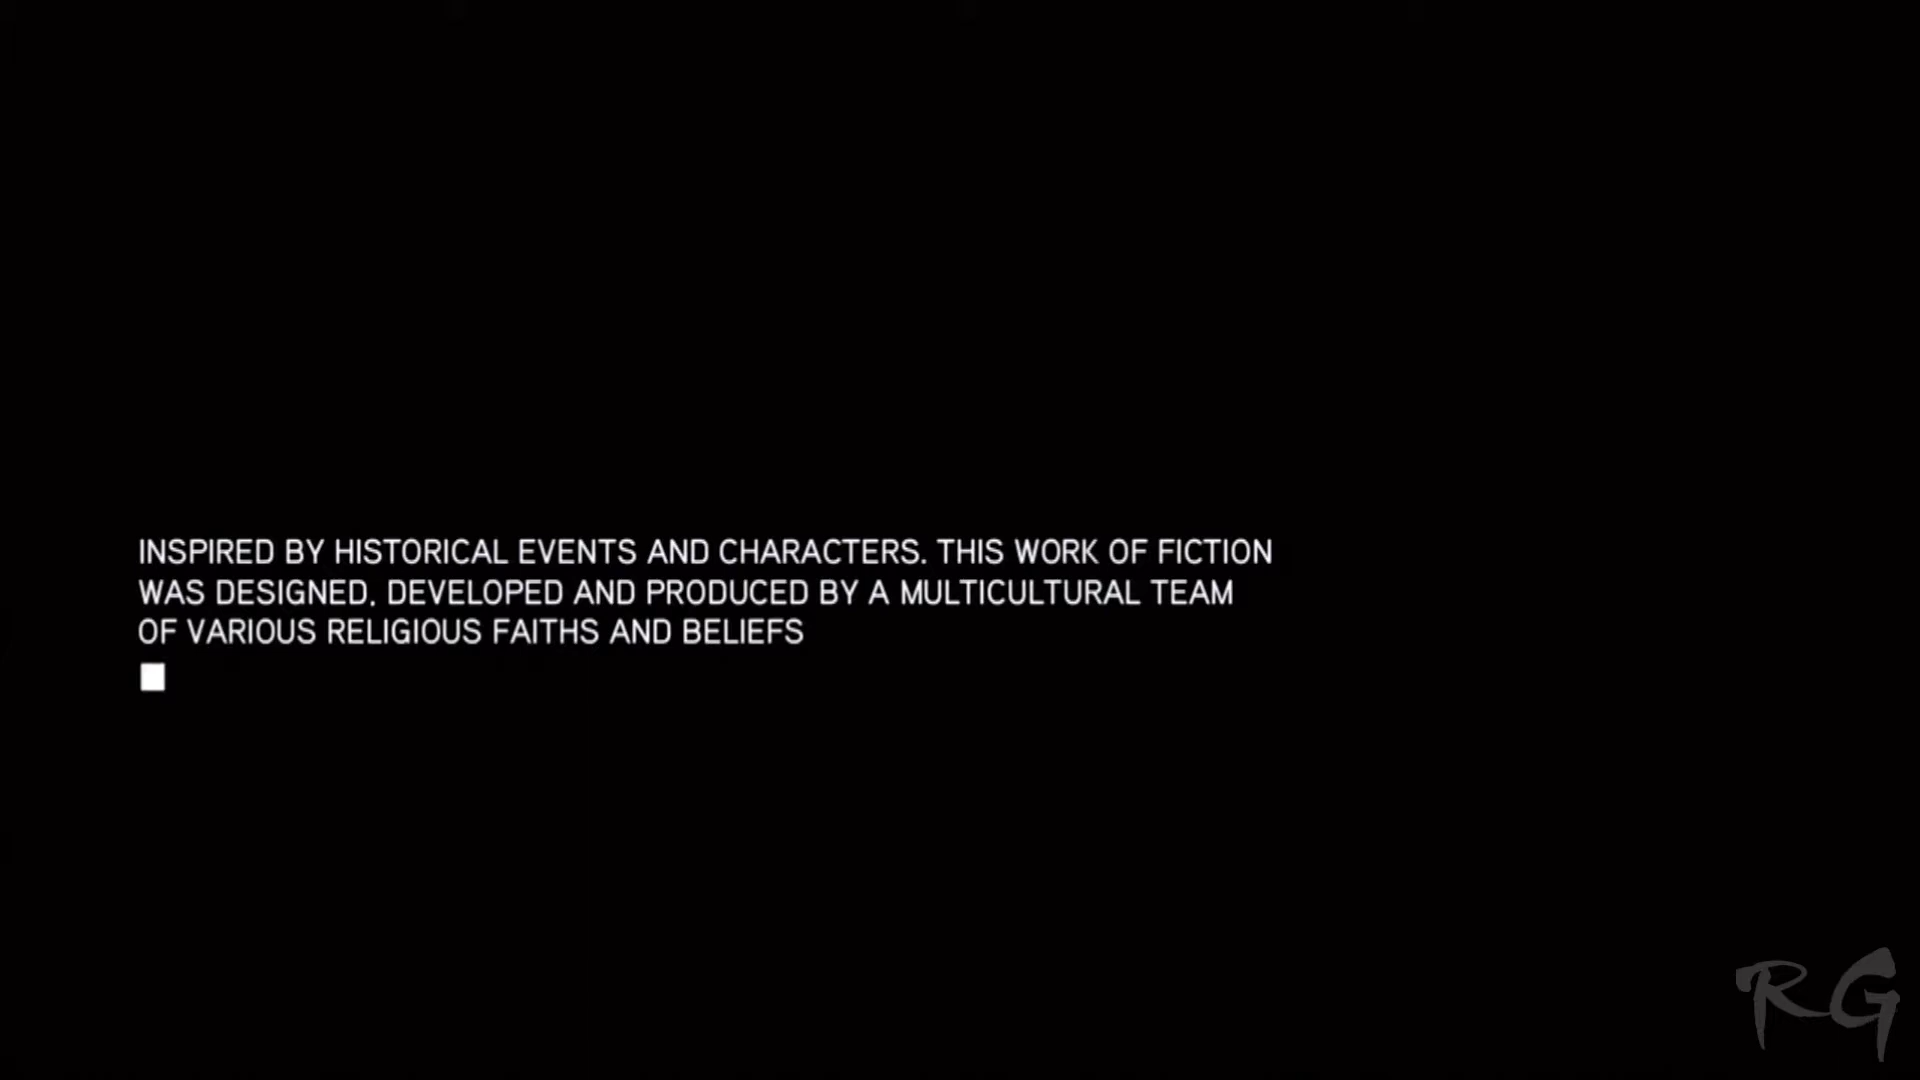 INSPIRED BY HISTORICAL EVENTS AND CHARACTERS. THIS WORK OF FICTION
WAS DESIGNED, DEVELOPED AND PRODUCED BY A MULTICULTURAL TEAM
OF VARIOUS RELIGIOUS FAITHS AND BELIEFS
RG